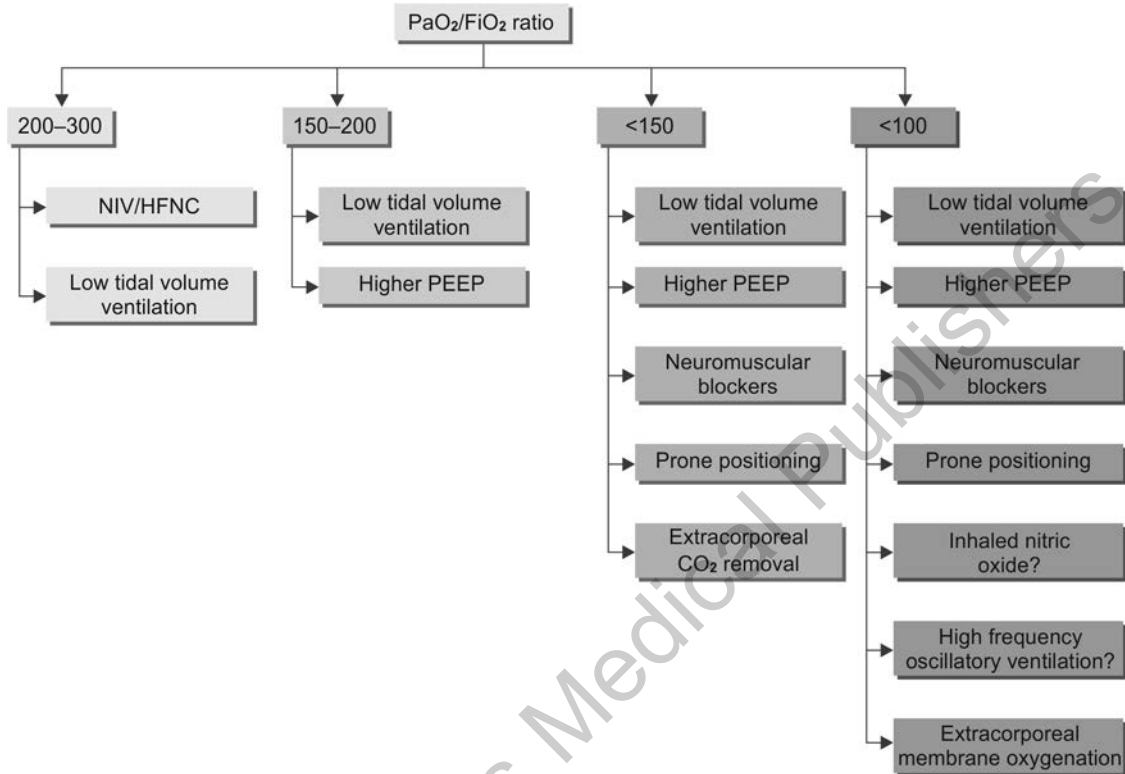 PaO₂/FiO₂ ratio
200–300
150–200
<150
<100
NIV/HFNC
Low tidal volume
ventilation
Low tidal volume
ventilation
Higher PEEP
Low tidal volume
ventilation
Higher PEEP
Neuromuscular
blockers
Prone positioning
Extracorporeal
CO₂ removal
Low tidal volume
ventilation
Higher PEEP
Neuromuscular
blockers
Prone positioning
Inhaled nitric
oxide?
High frequency
oscillatory ventilation?
Extracorporeal
membrane oxygenation
s Medical Publishers